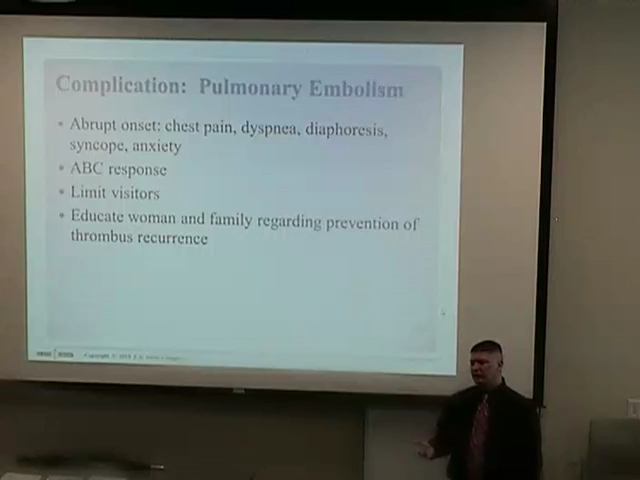 Complication: Pulmonary Embolism
• Abrupt onset: chest pain, dyspnea, diaphoresis,
syncope, anxiety
• ABC response
• Limit visitors
• Educate woman and family regarding prevention of
thrombus recurrence
Copyright ©